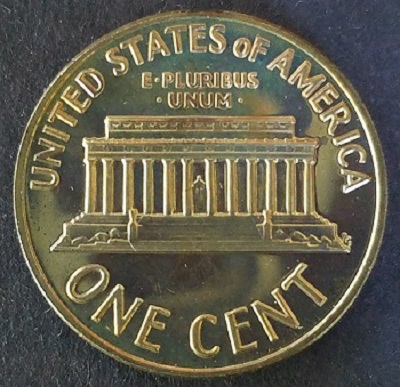 UNITED STATES OF AMERICA
E·PLURIBUS
·UNUM·
ONE CENT